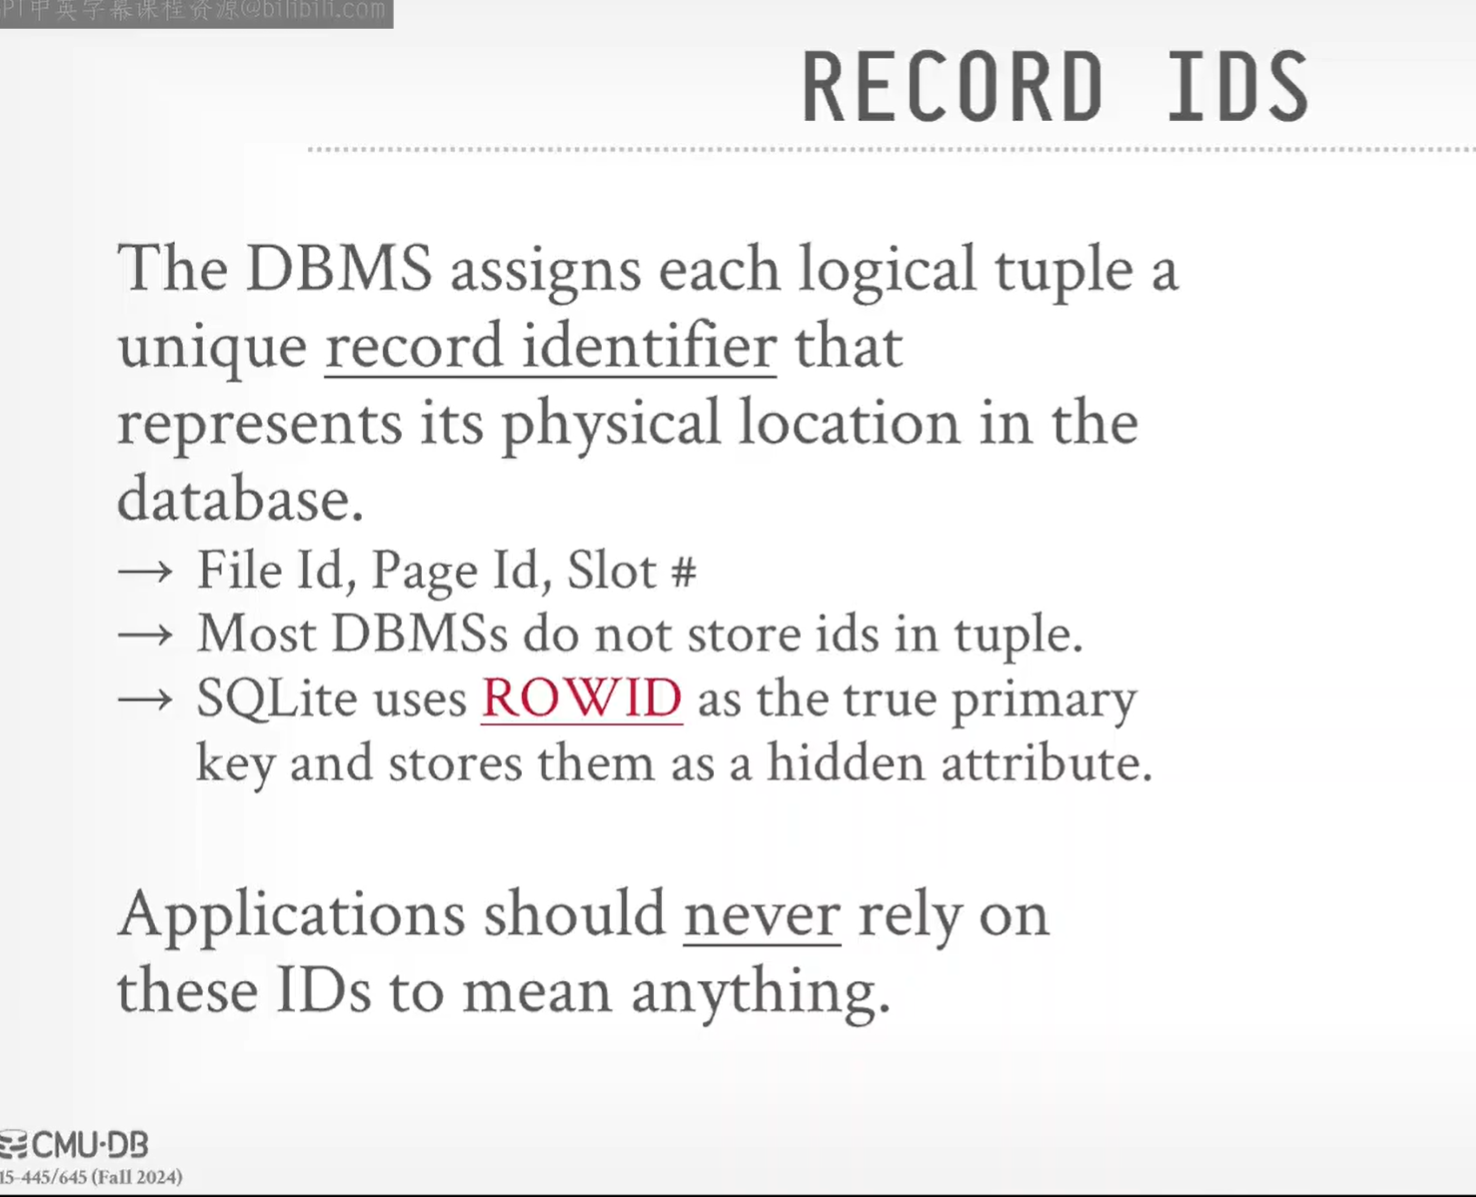 PT中英字幕课程资源@bilibili.com
RECORD IDS
The DBMS assigns each logical tuple a
unique record identifier that
represents its physical location in the
database.
→ File Id, Page Id, Slot #
→ Most DBMSs do not store ids in tuple.
→ SQLite uses ROWID as the true primary
key and stores them as a hidden attribute.
Applications should never rely on
these IDs to mean anything.
CMU·DB
15-445/645 (Fall 2024)